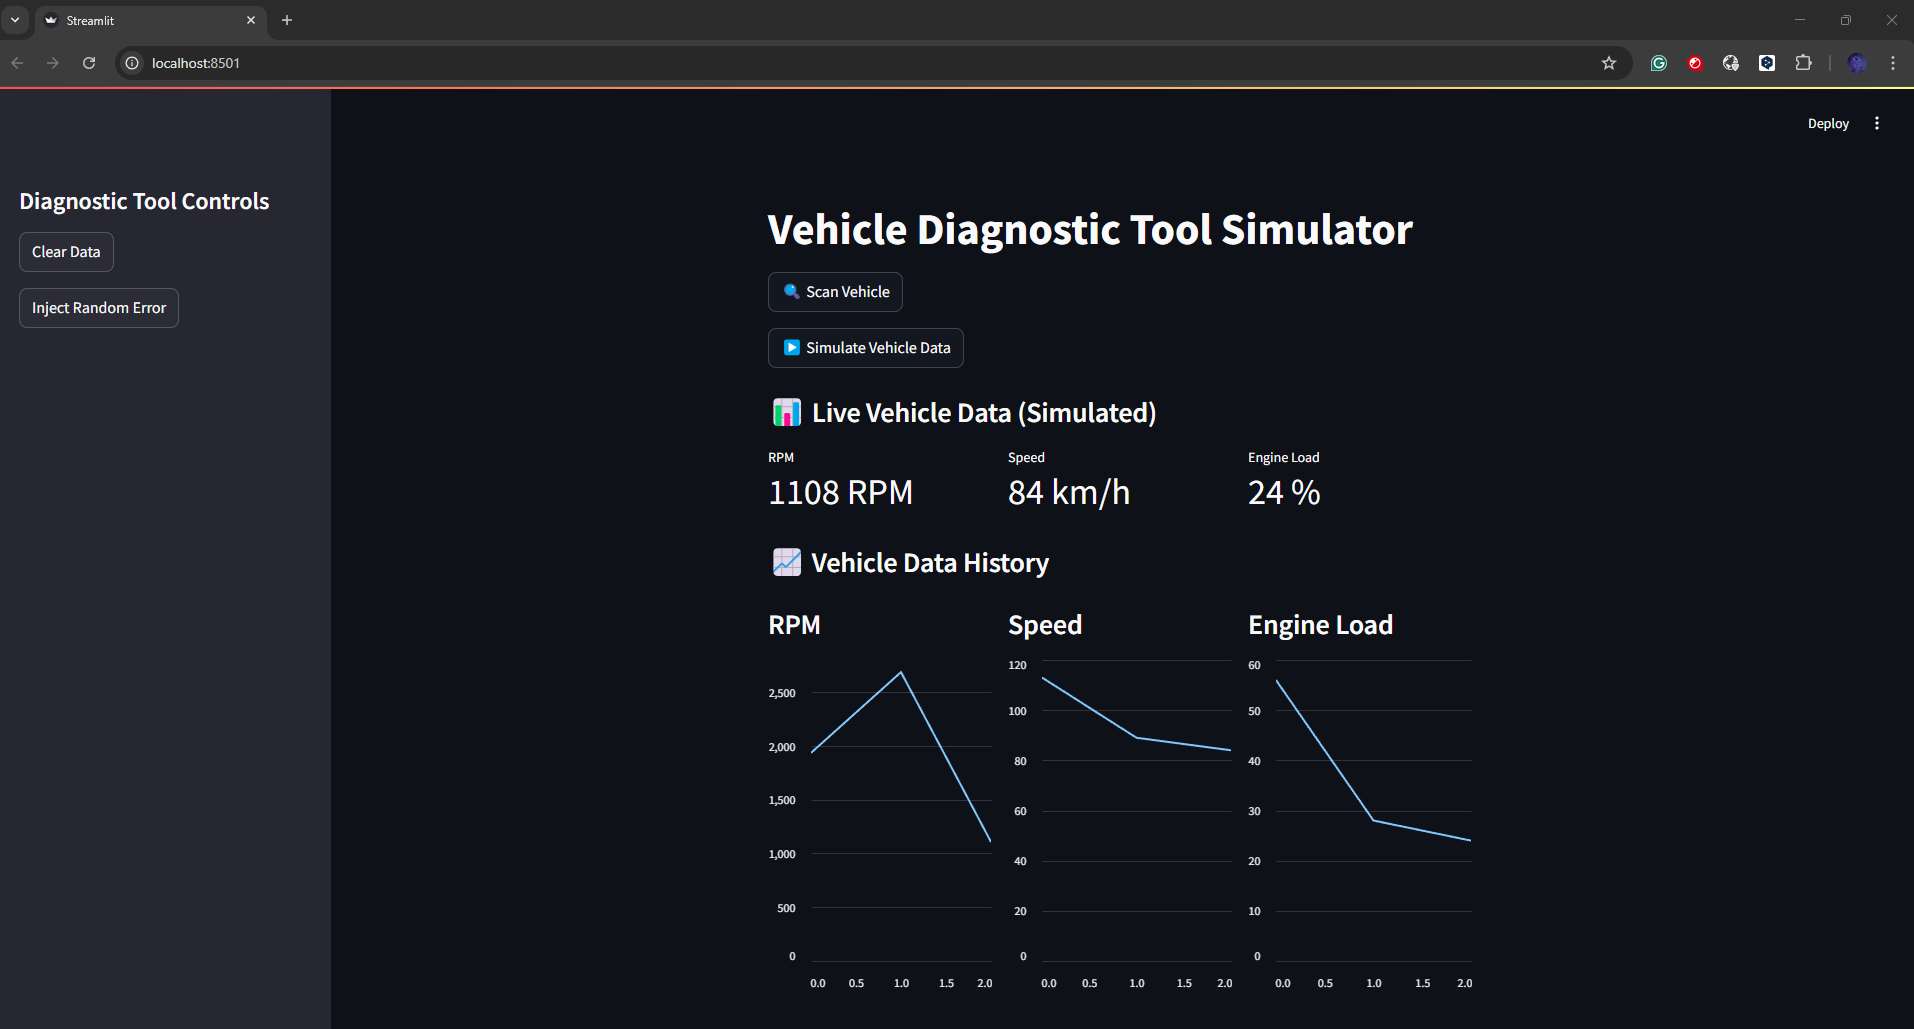 Streamlit
localhost:8501
Deploy
Diagnostic Tool Controls
Clear Data
Inject Random Error
Vehicle Diagnostic Tool Simulator
Scan Vehicle
Simulate Vehicle Data
Live Vehicle Data (Simulated)
RPM Speed Engine Load
1108 RPM 84 km/h 24 %
Vehicle Data History
RPM
2,500
2,000
1,500
1,000
500
0
0.0 0.5 1.0 1.5 2.0
Speed
120
100
80
60
40
20
0
0.0 0.5 1.0 1.5 2.0
Engine Load
60
50
40
30
20
10
0
0.0 0.5 1.0 1.5 2.0